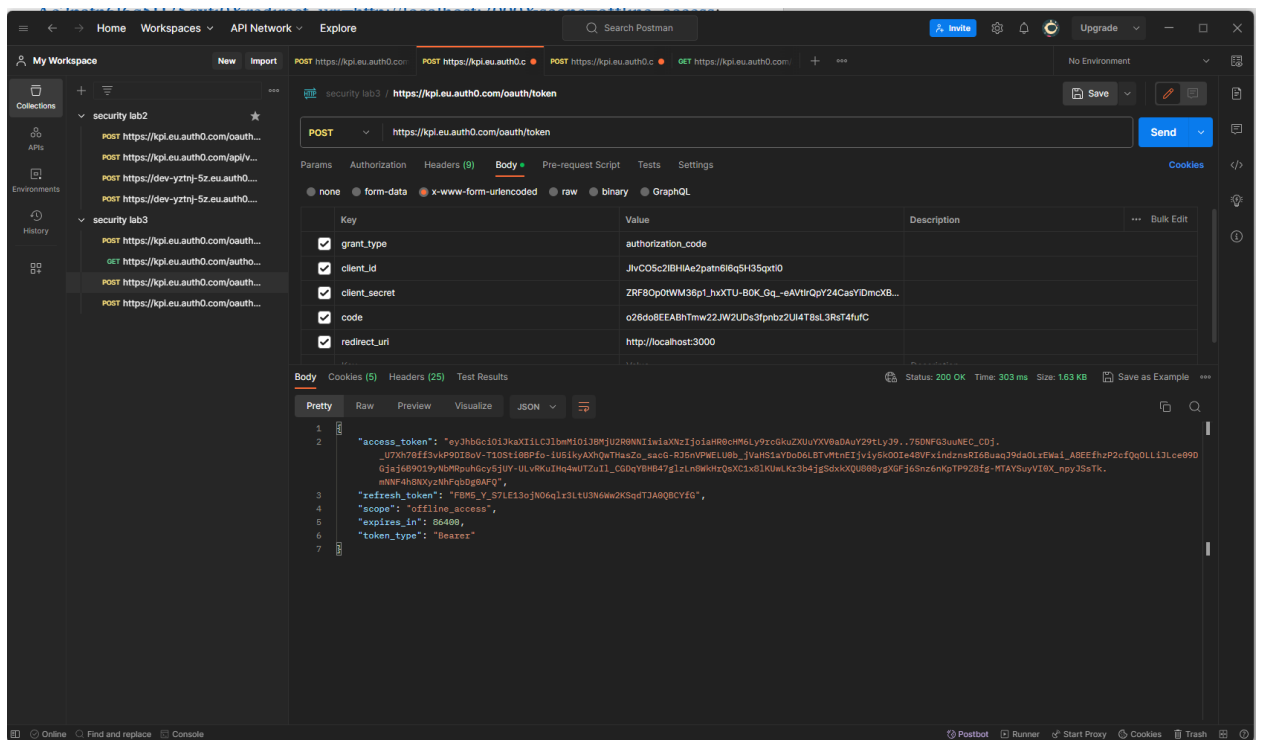 Home Workspaces API Network Explore Search Postman Invite Upgrade
My Workspace New Import POST https://kpi.eu.auth0.con POST https://kpi.eu.auth0.c POST https://kpi.eu.auth0.c GET https://kpi.eu.auth0.com/ No Environment
Collections
APIs
Environments
History
security lab2
POST https://kpi.eu.auth0.com/oauth...
POST https://kpi.eu.auth0.com/api/v...
POST https://dev-yztnj-5z.eu.auth0....
POST https://dev-yztnj-5z.eu.auth0....
security lab3
POST https://kpi.eu.auth0.com/oauth...
GET https://kpi.eu.auth0.com/autho...
POST https://kpi.eu.auth0.com/oauth...
POST https://kpi.eu.auth0.com/oauth...
HTTP security lab3 / https://kpi.eu.auth0.com/oauth/token Save
POST https://kpi.eu.auth0.com/oauth/token Send
Params Authorization Headers (9) Body Pre-request Script Tests Settings Cookies
none form-data x-www-form-urlencoded raw binary GraphQL
Key Value Description Bulk Edit
grant_type authorization_code
client_id
client_secret
code
redirect_uri http://localhost:3000
Body Cookies (5) Headers (25) Test Results Status: 200 OK Time: 303 ms Size: 1.63 KB Save as Example
Pretty Raw Preview Visualize JSON
1 {
2 "access_token":
3 "refresh_token":
4 "scope": "offline_access",
5 "expires_in": 86400,
6 "token_type": "Bearer"
7 }
Online Find and replace Console Postbot Runner Start Proxy Cookies Trash